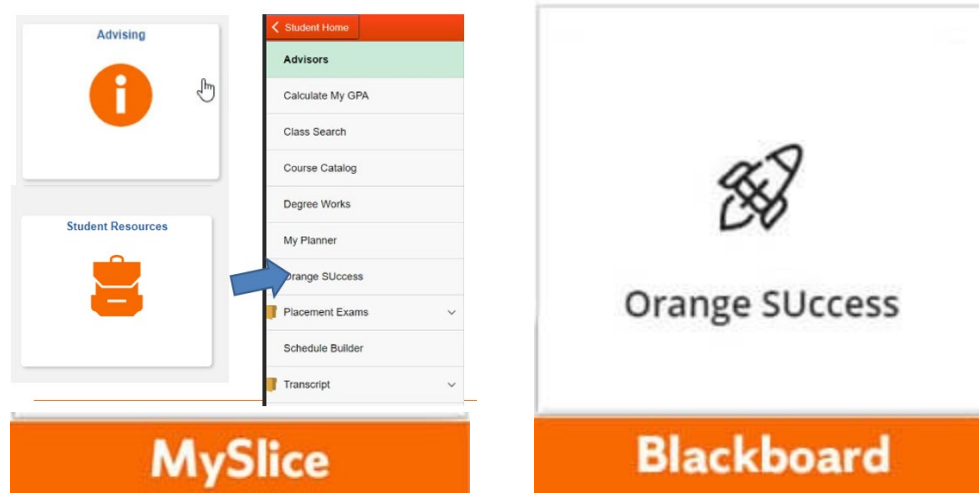 Advising
Student Resources
Student Home
Advisors
Calculate My GPA
Class Search
Course Catalog
Degree Works
My Planner
Orange SUccess
Placement Exams
Schedule Builder
Transcript
MySlice
Orange SUccess
Blackboard